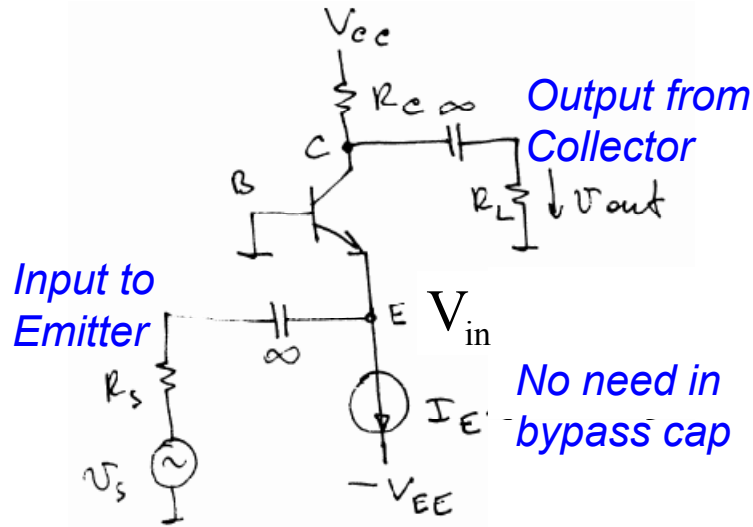 Vcc
Rc
∞
Output from
Collector
C
B
RL
vout
Input to
Emitter
E
Vin
∞
Rs
No need in
bypass cap
IE
~
vs
-VEE